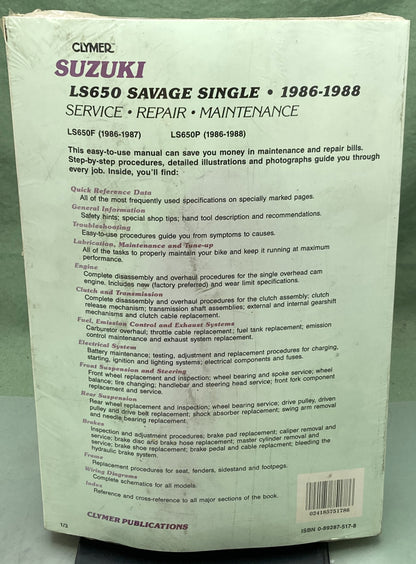 CLYMER™
SUZUKI
LS650 SAVAGE SINGLE • 1986-1988
SERVICE • REPAIR • MAINTENANCE
LS650F (1986-1987) LS650P (1986-1988)
This easy-to-use manual can save you money in maintenance and repair bills.
Step-by-step procedures, detailed illustrations and photographs guide you through
every job. Inside, you'll find:
Quick Reference Data
All of the most frequently used specifications on specially marked pages.
General Information
Safety hints; special shop tips; hand tool description and recommendations.
Troubleshooting
Easy-to-use procedures guide you from symptoms to causes.
Lubrication, Maintenance and Tune-up
All of the tasks to properly maintain your bike and keep it running at maximum
performance.
Engine
Complete disassembly and overhaul procedures for the single overhead cam
engine. Includes new (factory preferred) and wear limit specifications.
Clutch and Transmission
Complete disassembly and overhaul procedures for the clutch assembly; clutch
release mechanism; transmission shaft assemblies; external and internal gearshift
mechanisms and clutch cable replacement.
Fuel, Emission Control and Exhaust Systems
Carburetor overhaul; throttle cable replacement; fuel tank replacement; emission
control maintenance and exhaust system replacement.
Electrical System
Battery maintenance; testing, adjustment and replacement procedures for charging,
starting, ignition and lighting systems; electrical components and fuses.
Front Suspension and Steering
Front wheel replacement and inspection; wheel bearing and spoke service; wheel
balance; tire changing; handlebar and steering head service; front fork component
replacement and service.
Rear Suspension
Rear wheel replacement and inspection; wheel bearing service; drive pulley, driven
pulley and drive belt replacement; shock absorber replacement; swing arm removal
and needle bearing replacement.
Brakes
Inspection and adjustment procedures; brake pad replacement; caliper removal and
service; brake disc and brake hose replacement; master cylinder removal and
service; brake shoe replacement; brake pedal and cable replacment; bleeding the
hydraulic brake system.
Frame
Replacement procedures for seat, fenders, sidestand and footpegs.
Wiring Diagrams
Complete schematics for all models.
Index
Reference and cross-reference to all major sections of the book.
024185751786
1/3 CLYMER PUBLICATIONS ISBN 0-89287-517-8